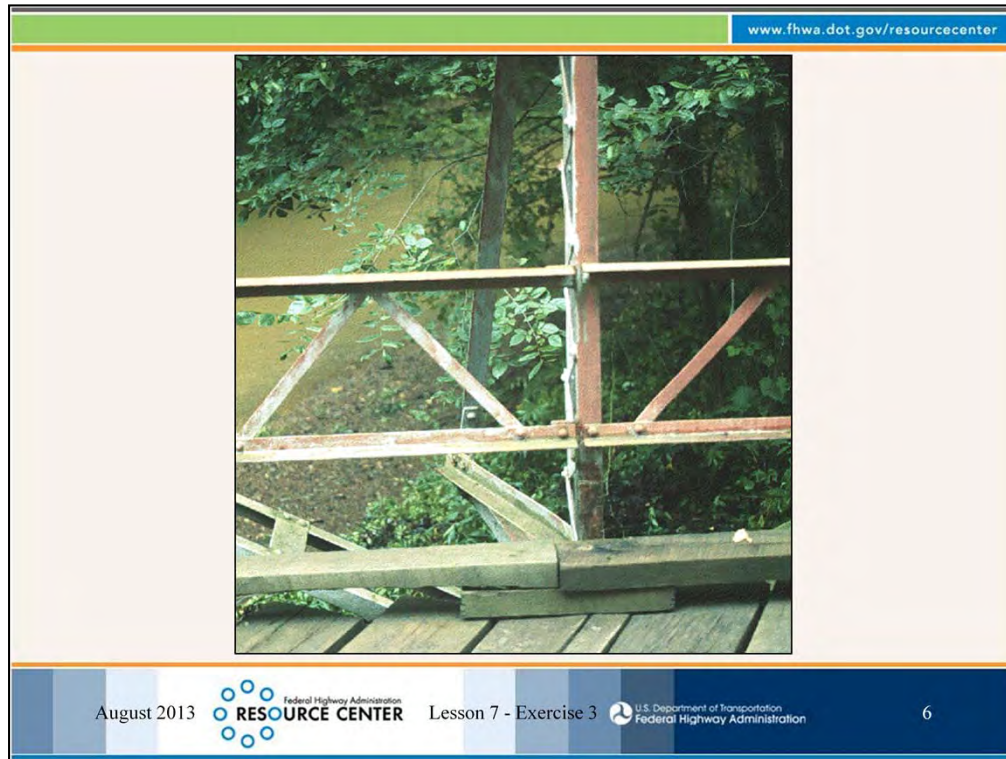 www.fhwa.dot.gov/resourcecenter
August 2013
Federal Highway Administration
RESOURCE CENTER
Lesson 7 - Exercise 3
U.S. Department of Transportation
Federal Highway Administration
6